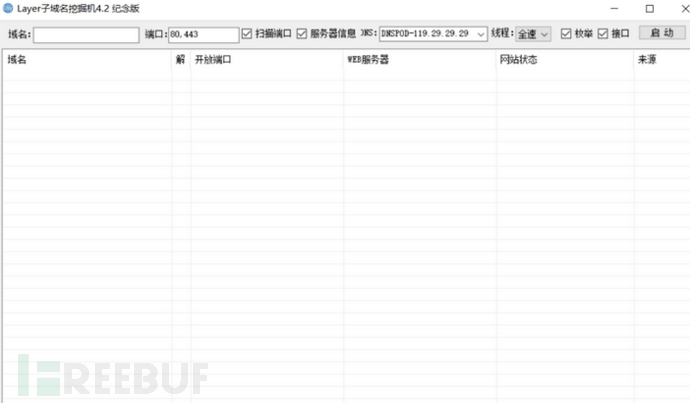 Layer子域名挖掘机4.2 纪念版
域名: 端口: 80,443 扫描端口 服务器信息 DNS: DNSPOD-119.29.29.29 线程: 全速 枚举 接口 启 动
域名 解 开放端口 WEB服务器 网站状态 来源
FREEBUF